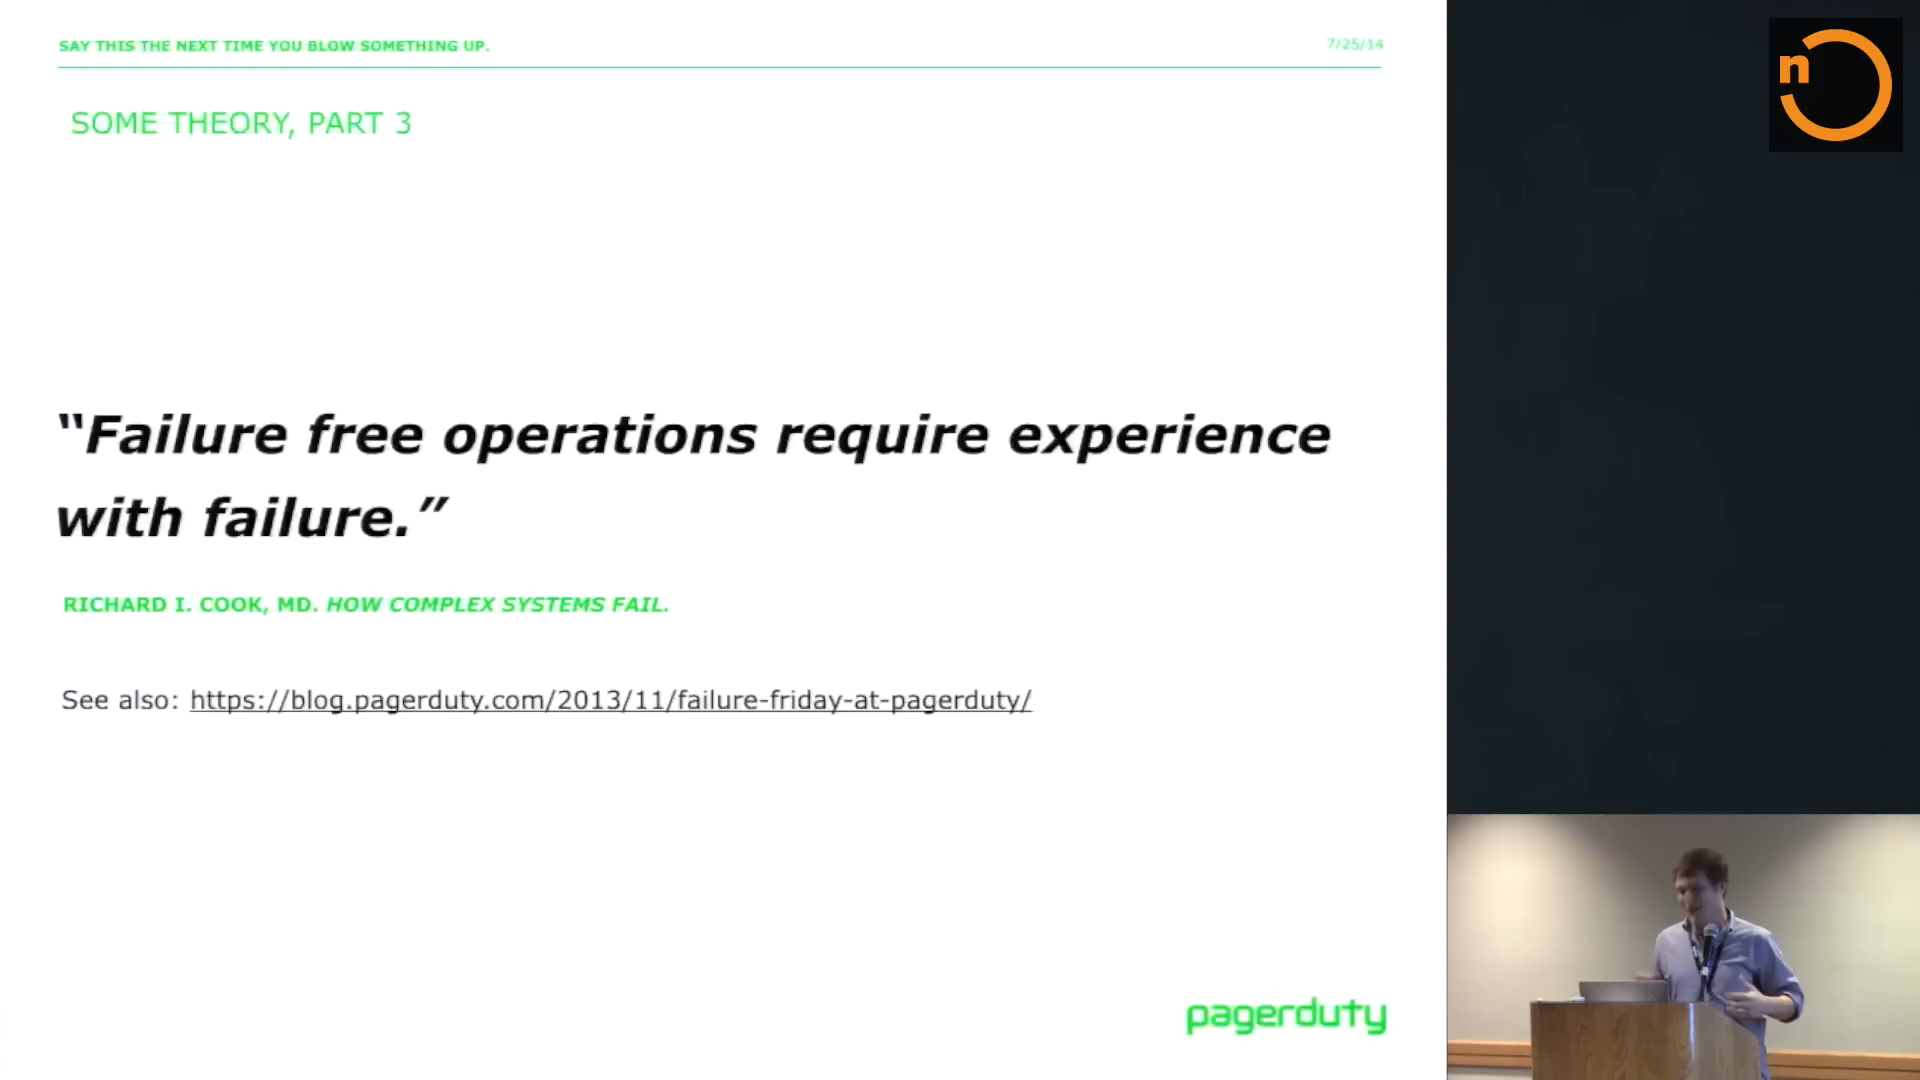 SAY THIS THE NEXT TIME YOU BLOW SOMETHING UP.
7/25/14
n
SOME THEORY, PART 3
“Failure free operations require experience
with failure.”
RICHARD I. COOK, MD. HOW COMPLEX SYSTEMS FAIL.
See also: https://blog.pagerduty.com/2013/11/failure-friday-at-pagerduty/
pagerduty